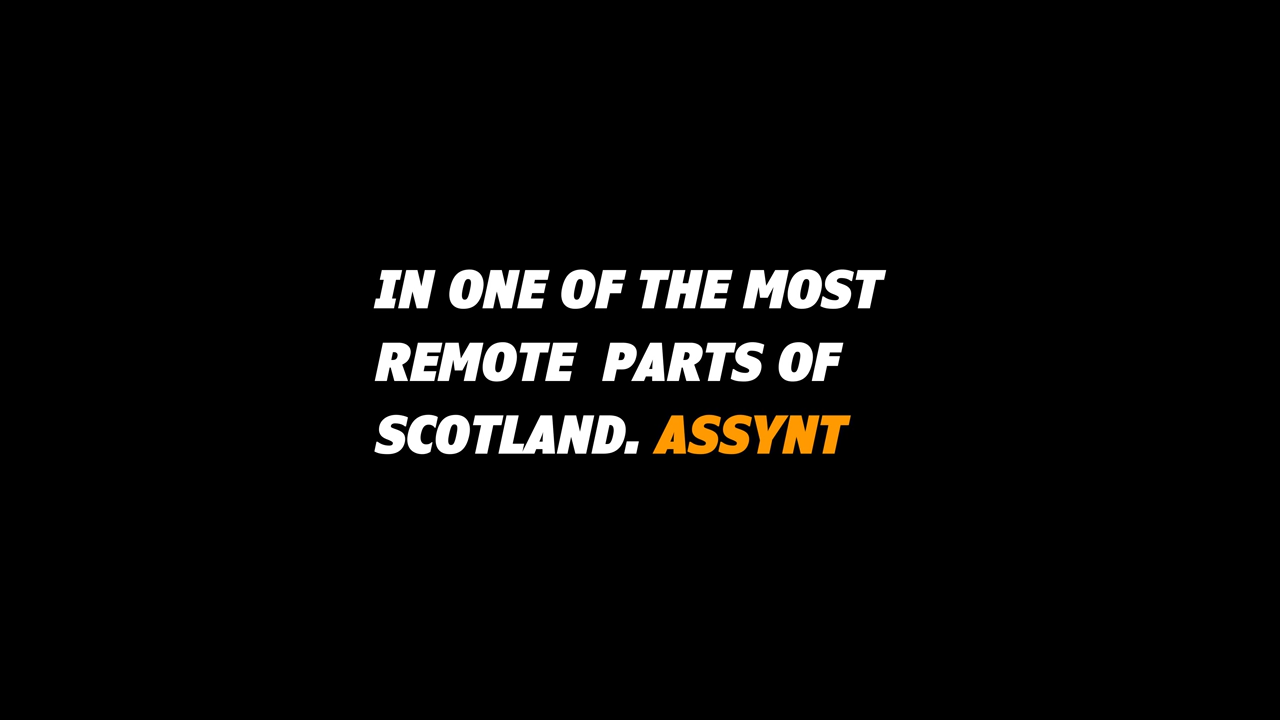 IN ONE OF THE MOST
REMOTE  PARTS OF
SCOTLAND. ASSYNT